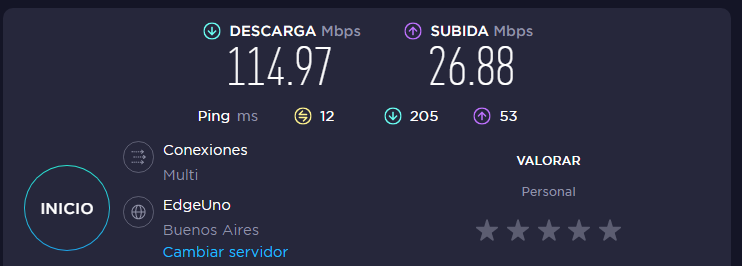 DESCARGA Mbps
SUBIDA Mbps
114.97
26.88
Ping ms
12
205
53
INICIO
Conexiones
Multi
EdgeUno
Buenos Aires
Cambiar servidor
VALORAR
Personal